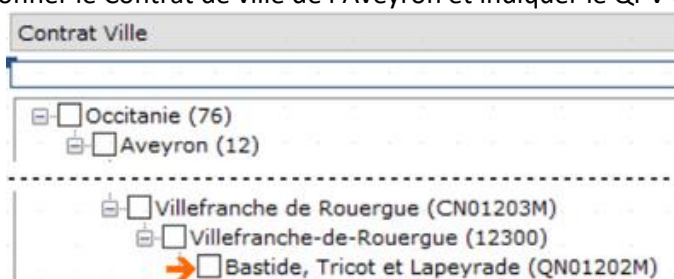 onner le Contrat de ville de l'Aveyron et indiquer le QPV
Contrat Ville
Occitanie (76)
Aveyron (12)
Villefranche de Rouergue (CN01203M)
Villefranche-de-Rouergue (12300)
Bastide, Tricot et Lapeyrade (QN01202M)